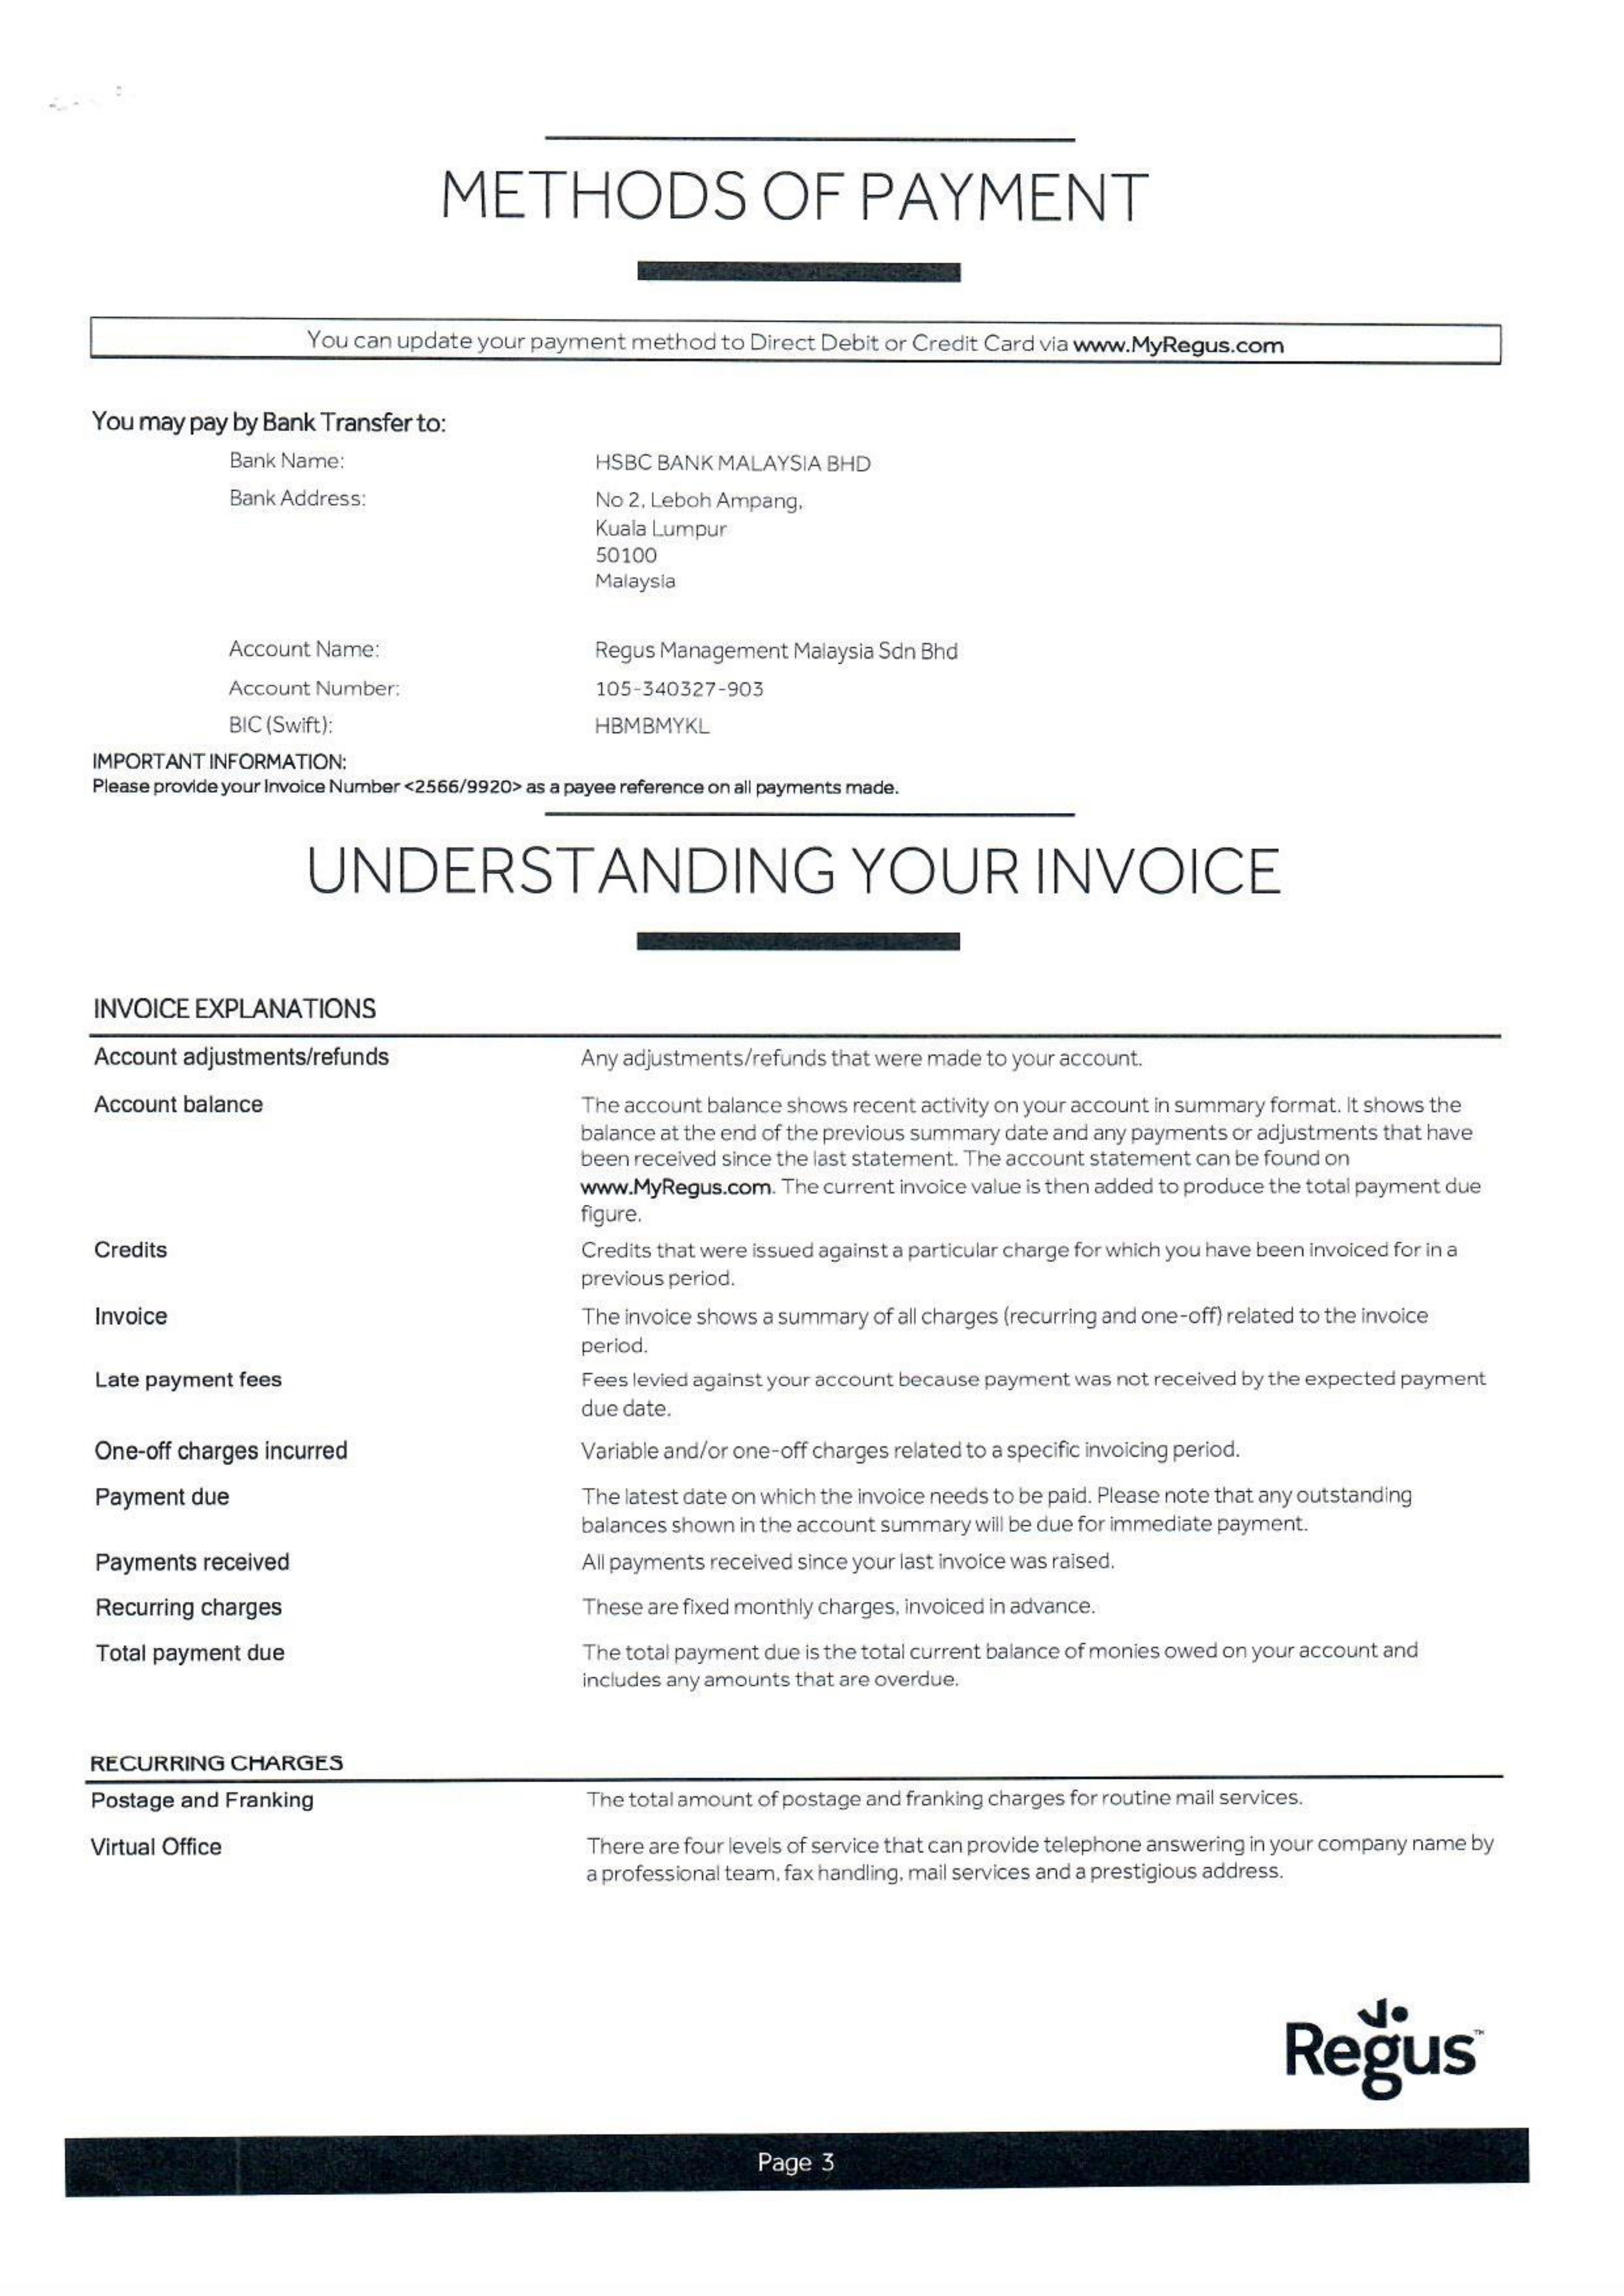 METHODS OF PAYMENT
You can update your payment method to Direct Debit or Credit Card via www.MyRegus.com
You may pay by Bank Transfer to:
Bank Name: HSBC BANK MALAYSIA BHD
Bank Address: No 2, Leboh Ampang,
Kuala Lumpur
50100
Malaysia
Account Name: Regus Management Malaysia Sdn Bhd
Account Number: 105-340327-903
BIC (Swift): HBMBMYKL
IMPORTANT INFORMATION:
Please provide your Invoice Number <2566/9920> as a payee reference on all payments made.
UNDERSTANDING YOUR INVOICE
INVOICE EXPLANATIONS
Account adjustments/refunds Any adjustments/refunds that were made to your account.
Account balance The account balance shows recent activity on your account in summary format. It shows the
balance at the end of the previous summary date and any payments or adjustments that have
been received since the last statement. The account statement can be found on
www.MyRegus.com. The current invoice value is then added to produce the total payment due
figure.
Credits Credits that were issued against a particular charge for which you have been invoiced for in a
previous period.
Invoice The invoice shows a summary of all charges (recurring and one-off) related to the invoice
period.
Late payment fees Fees levied against your account because payment was not received by the expected payment
due date.
One-off charges incurred Variable and/or one-off charges related to a specific invoicing period.
Payment due The latest date on which the invoice needs to be paid. Please note that any outstanding
balances shown in the account summary will be due for immediate payment.
Payments received All payments received since your last invoice was raised.
Recurring charges These are fixed monthly charges, invoiced in advance.
Total payment due The total payment due is the total current balance of monies owed on your account and
includes any amounts that are overdue.
RECURRING CHARGES
Postage and Franking The total amount of postage and franking charges for routine mail services.
Virtual Office There are four levels of service that can provide telephone answering in your company name by
a professional team, fax handling, mail services and a prestigious address.
Regus™
Page 3